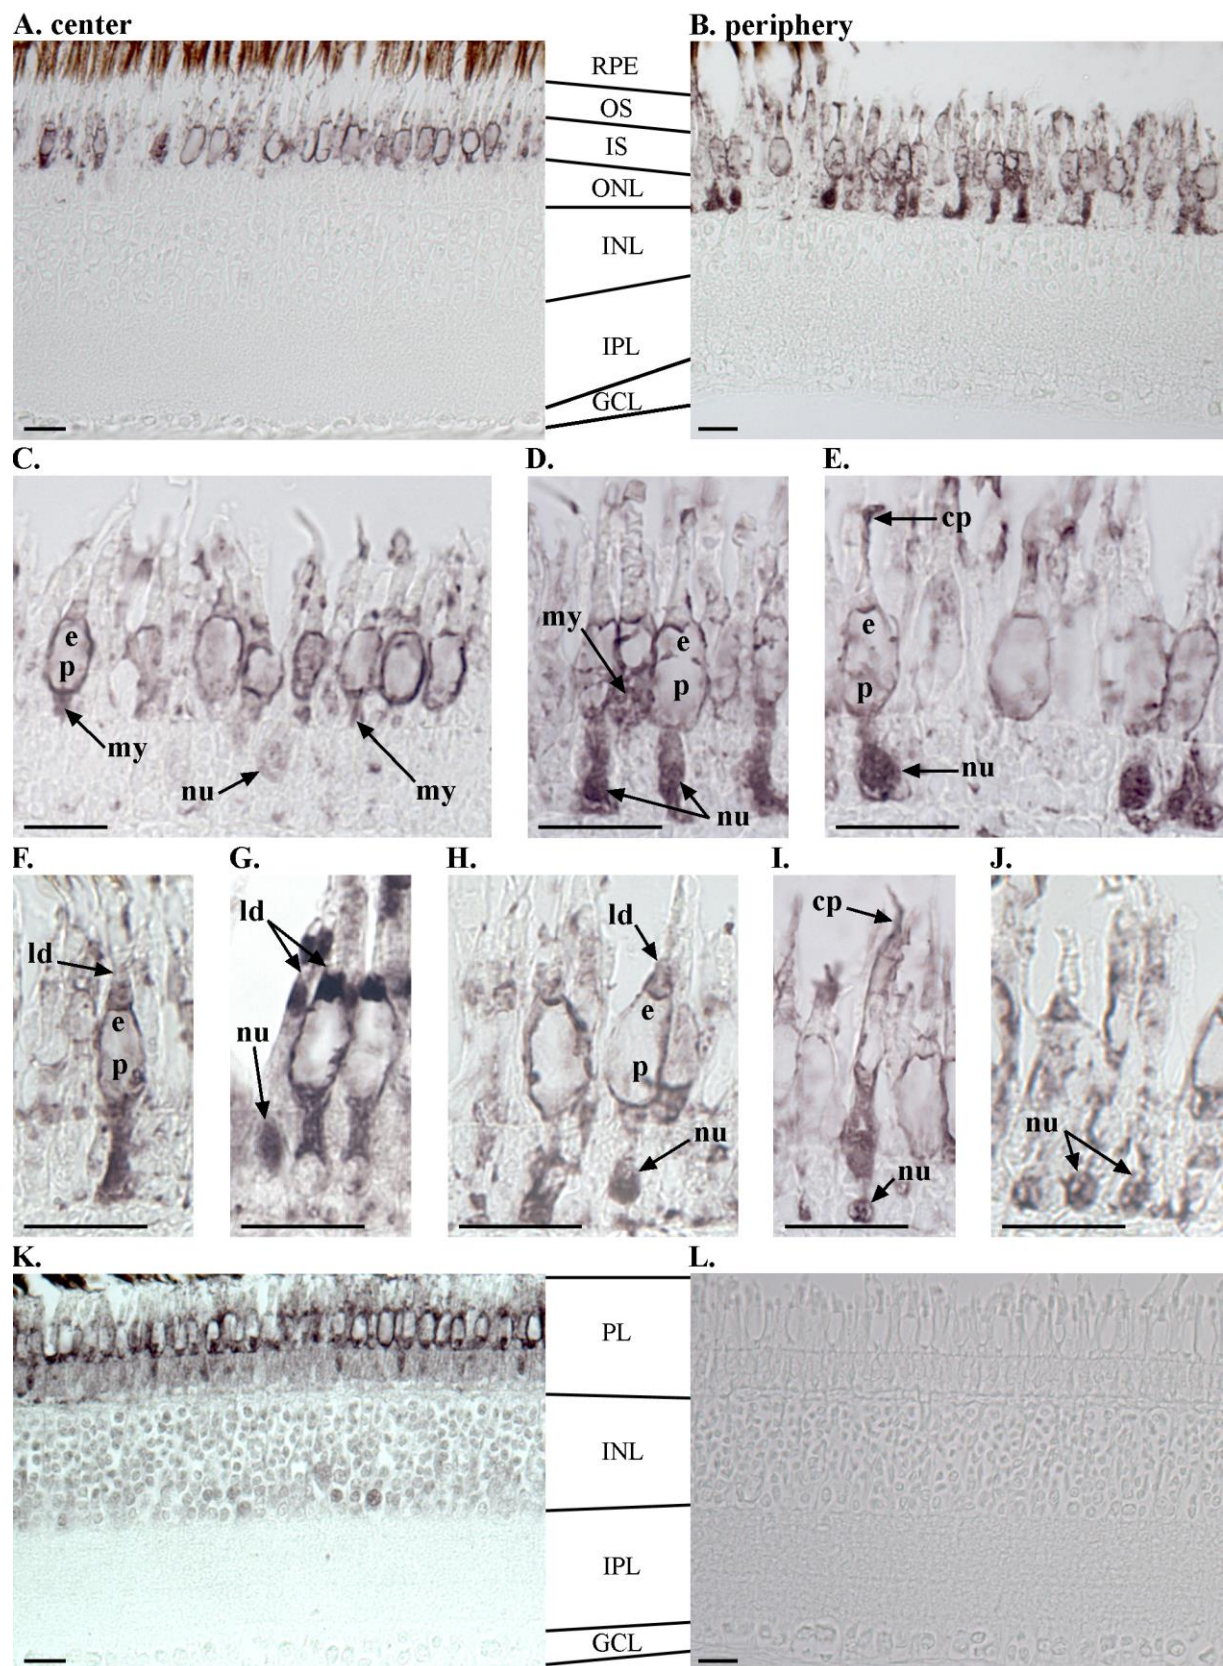 A. center
B. periphery
RPE
OS
IS
ONL
INL
IPL
GCL
C.
D.
E.
e
p
my
nu
my
my
e
p
nu
cp
e
p
nu
F.
G.
H.
I.
J.
ld
e
p
ld
nu
ld
e
p
nu
cp
nu
nu
K.
L.
PL
INL
IPL
GCL